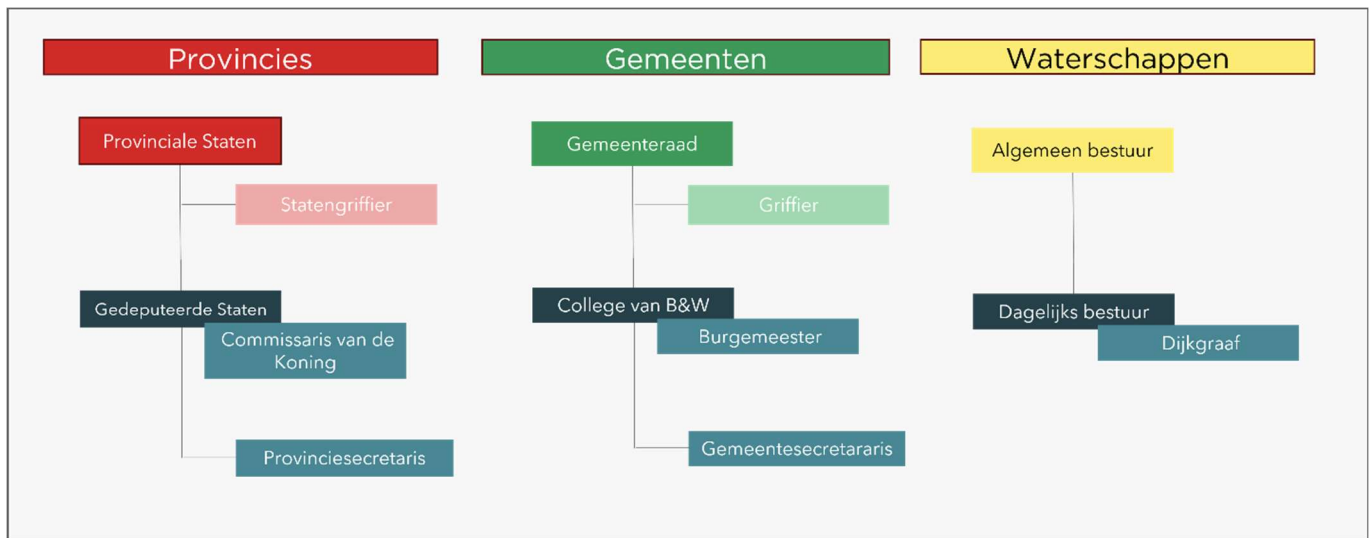 Provincies
Gemeenten
Waterschappen
Provinciale Staten
Statengriffier
Gedeputeerde Staten
Commissaris van de
Koning
Provinciesecretaris
Gemeenteraad
Griffier
College van B&W
Burgemeester
Gemeentesecretararis
Algemeen bestuur
Dagelijks bestuur
Dijkgraaf